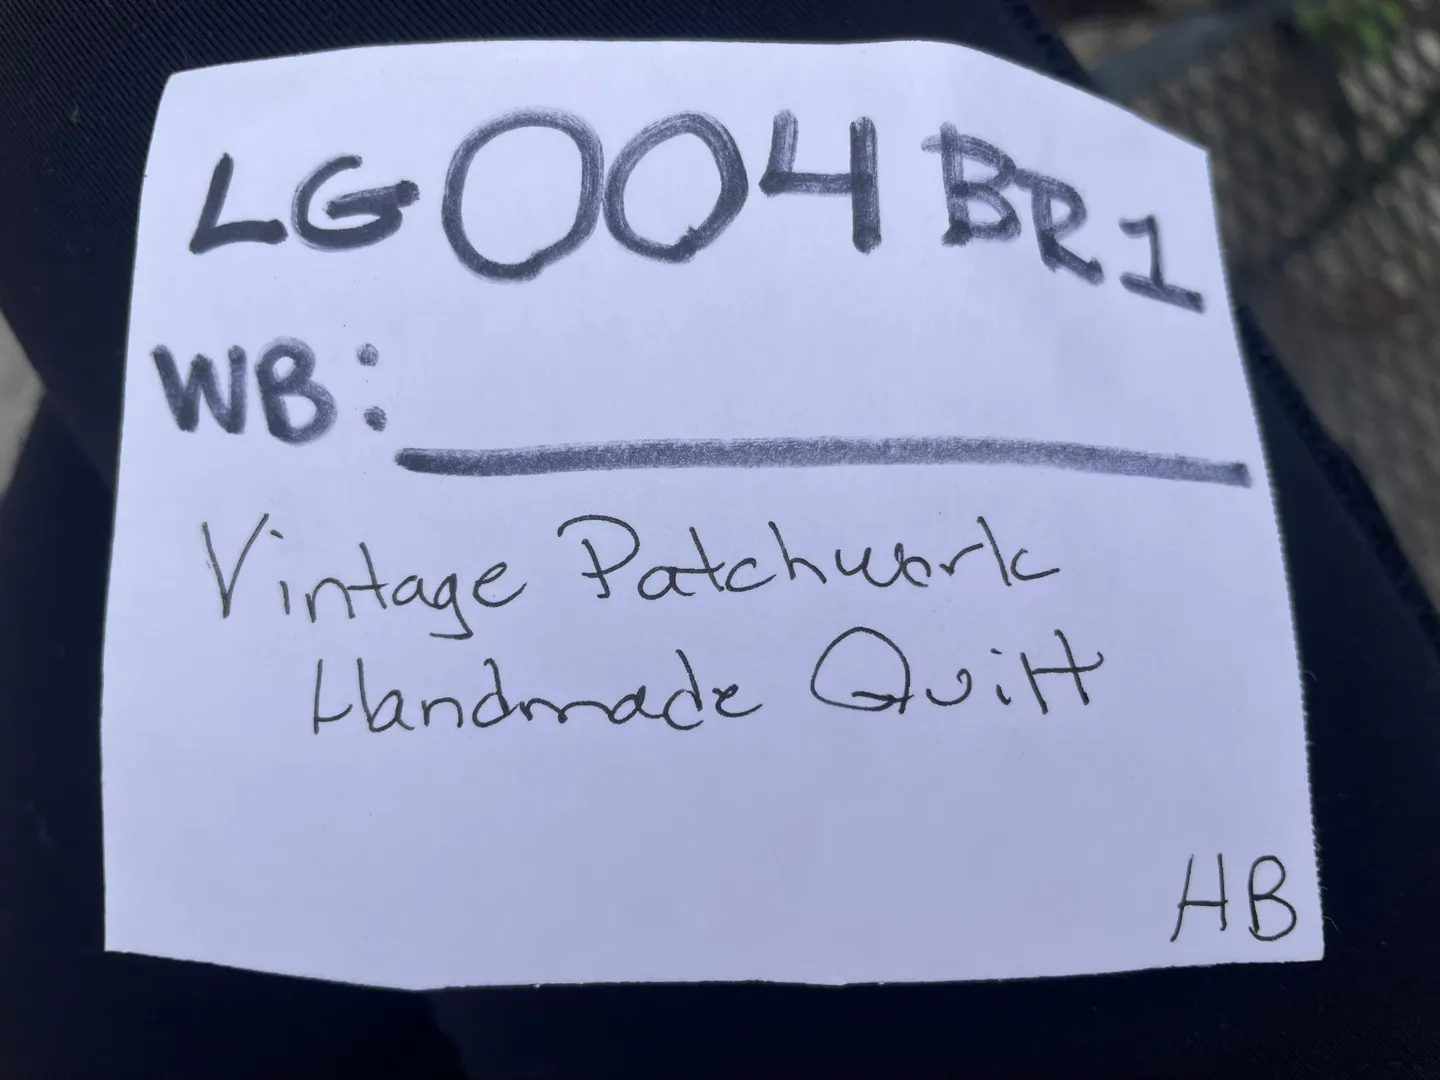 LG004BR1
WB:
Vintage Patchwork
Handmade Quilt
HB